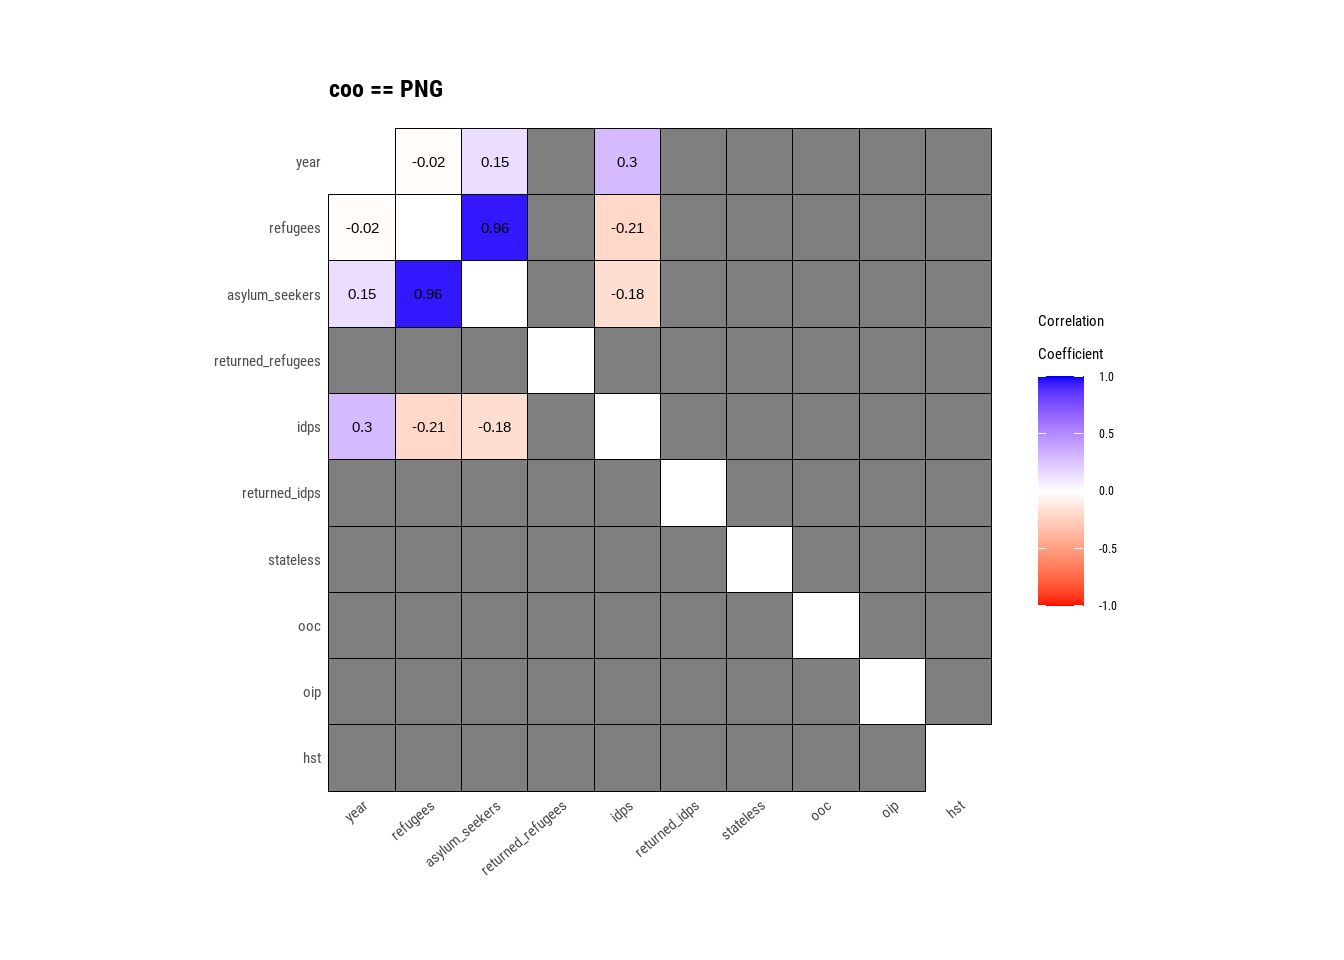 coo == PNG
year -0.02 0.15 0.3
refugees -0.02 0.96 -0.21
asylum_seekers 0.15 0.96 -0.18
returned_refugees
idps 0.3 -0.21 -0.18
returned_idps
stateless
ooc
oip
hst
year refugees asylum_seekers returned_refugees idps returned_idps stateless ooc oip hst
Correlation
Coefficient
1.0
0.5
0.0
-0.5
-1.0